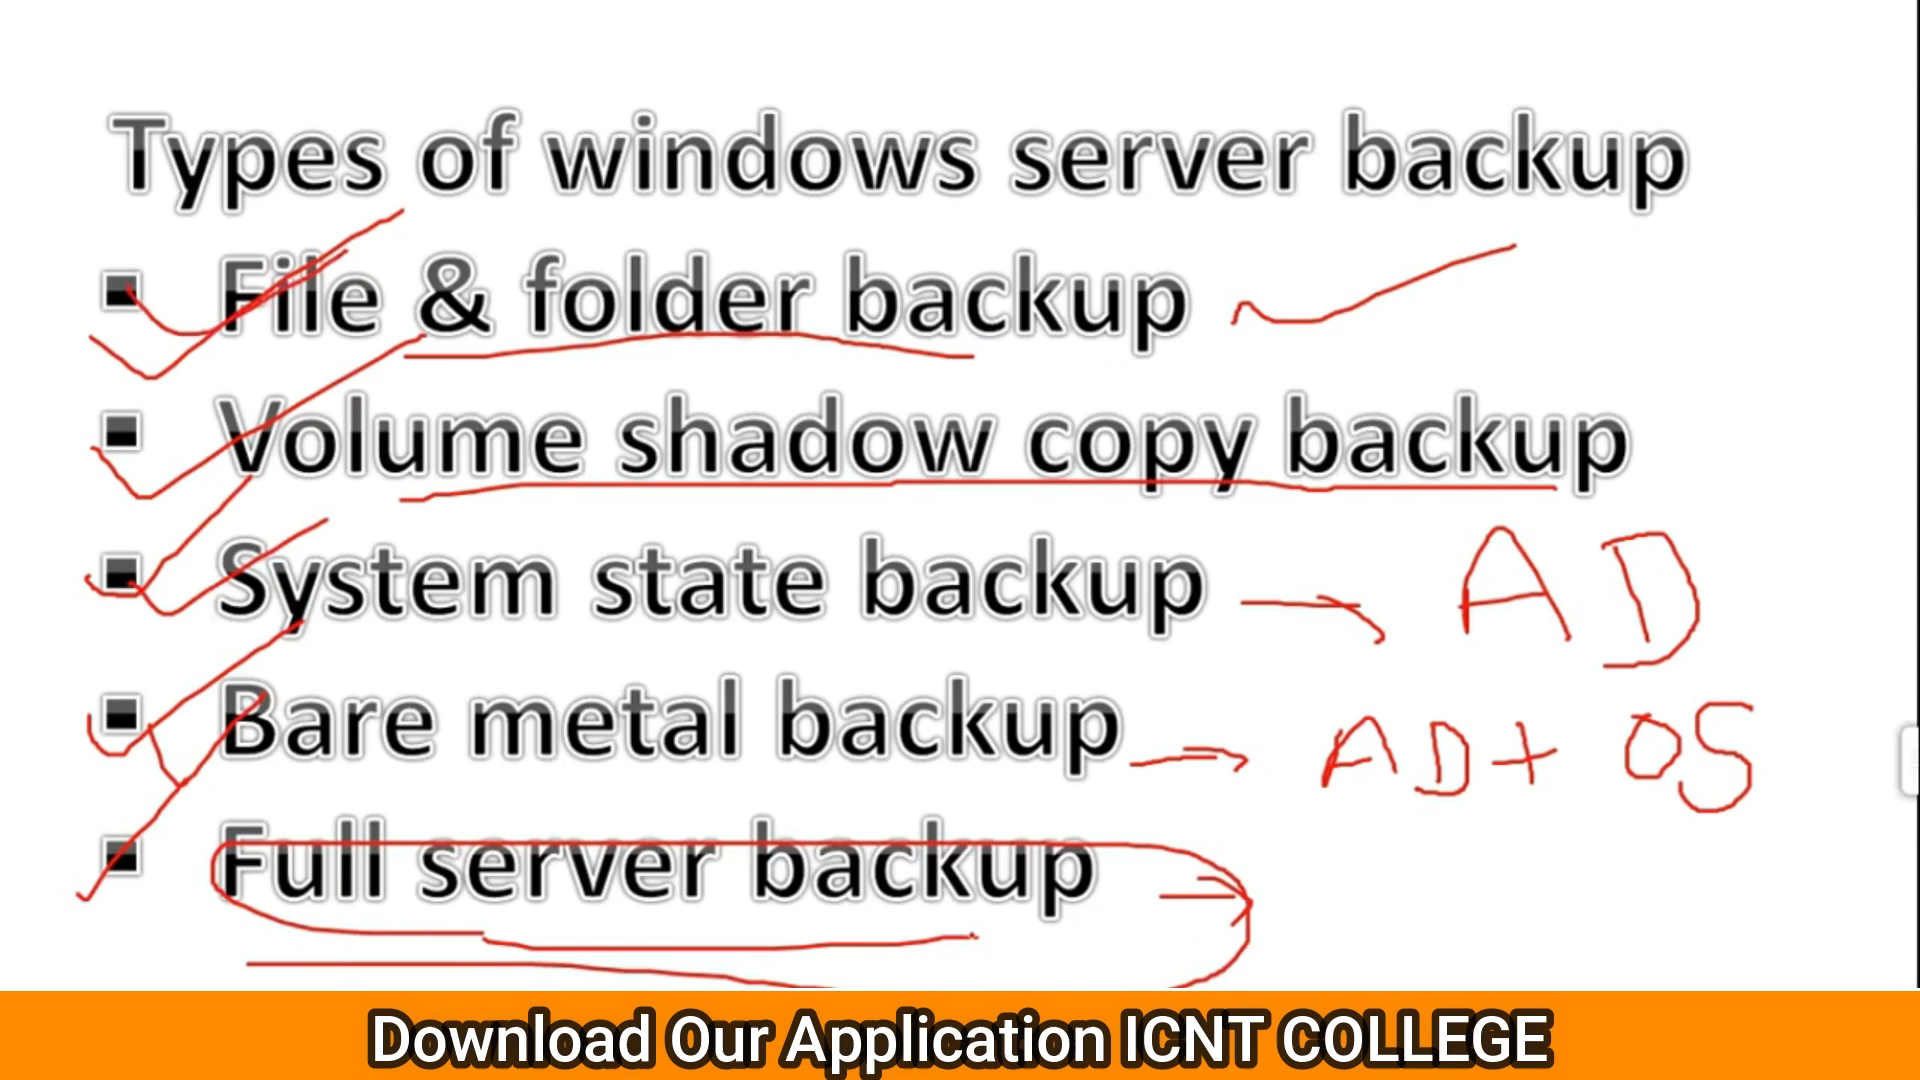 Types of windows server backup
▪ File & folder backup
▪ Volume shadow copy backup
▪ System state backup → AD
▪ Bare metal backup → AD + OS
▪ Full server backup →
Download Our Application ICNT COLLEGE